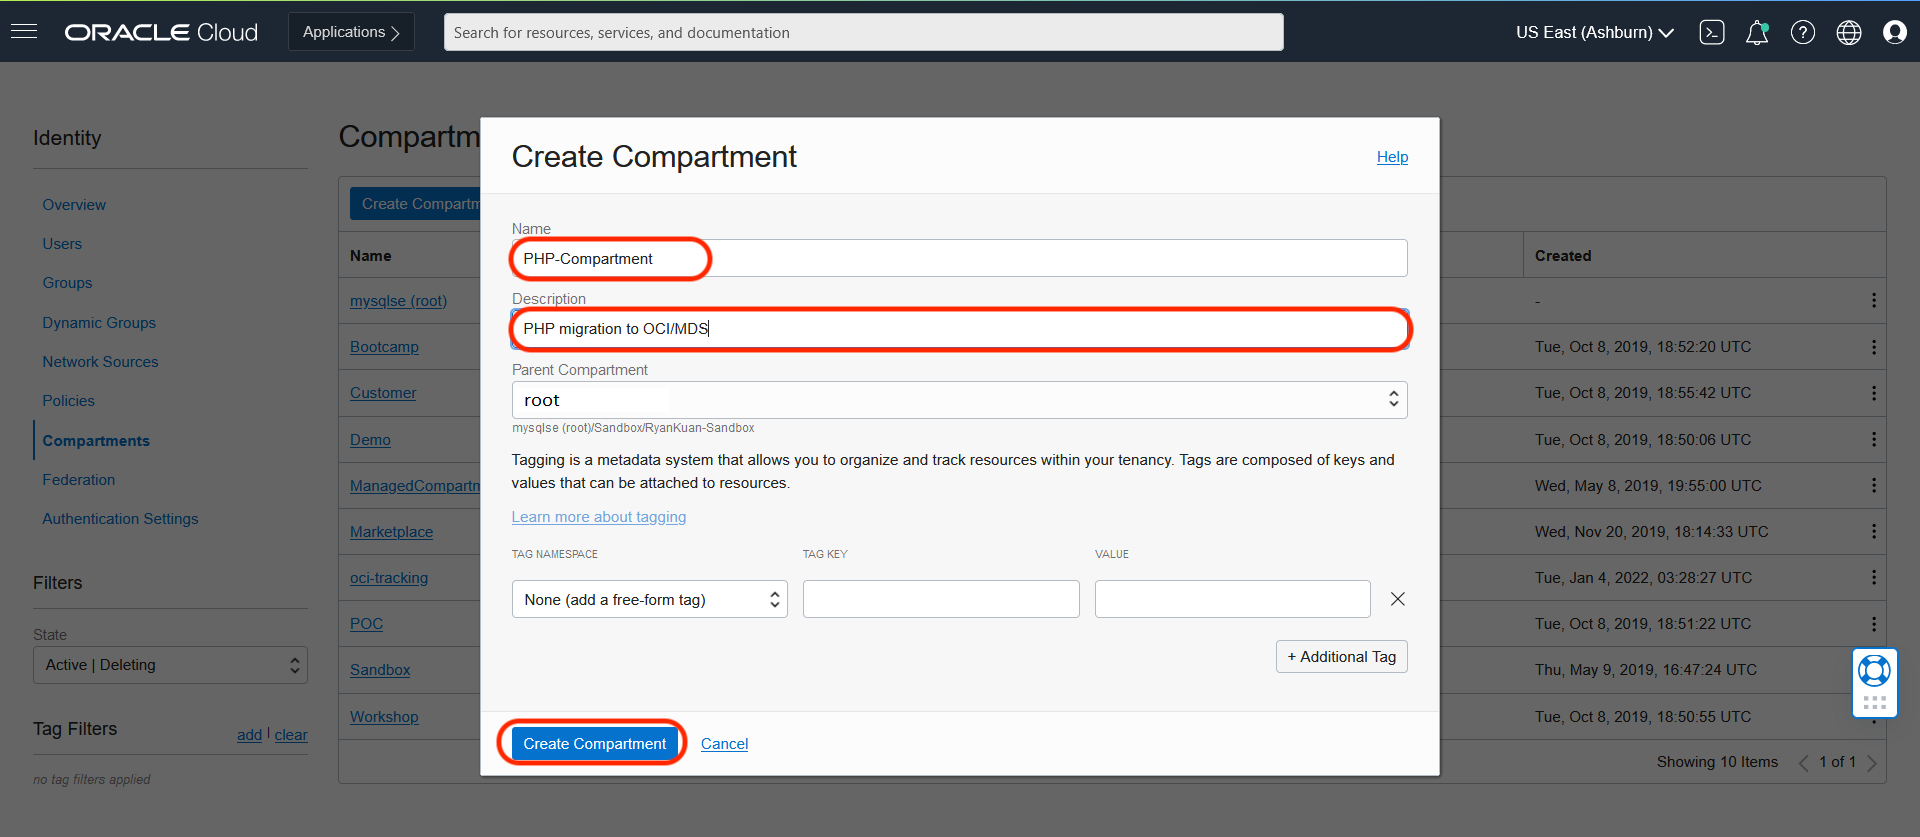 ORACLE Cloud
Applications
Search for resources, services, and documentation
US East (Ashburn)
Identity
Overview
Users
Groups
Dynamic Groups
Network Sources
Policies
Compartments
Federation
Authentication Settings
Filters
State
Active | Deleting
Tag Filters
add | clear
no tag filters applied
Compartm
Create Compartm
Name
Created
mysqlse (root)
-
Bootcamp
Tue, Oct 8, 2019, 18:52:20 UTC
Customer
Tue, Oct 8, 2019, 18:55:42 UTC
Demo
Tue, Oct 8, 2019, 18:50:06 UTC
ManagedCompartm
Wed, May 8, 2019, 19:55:00 UTC
Marketplace
Wed, Nov 20, 2019, 18:14:33 UTC
oci-tracking
Tue, Jan 4, 2022, 03:28:27 UTC
POC
Tue, Oct 8, 2019, 18:51:22 UTC
Sandbox
Thu, May 9, 2019, 16:47:24 UTC
Workshop
Tue, Oct 8, 2019, 18:50:55 UTC
Showing 10 Items
1 of 1
Create Compartment
Help
Name
PHP-Compartment
Description
PHP migration to OCI/MDS
Parent Compartment
root
mysqlse (root)/Sandbox/RyanKuan-Sandbox
Tagging is a metadata system that allows you to organize and track resources within your tenancy. Tags are composed of keys and
values that can be attached to resources.
Learn more about tagging
TAG NAMESPACE
TAG KEY
VALUE
None (add a free-form tag)
+ Additional Tag
Create Compartment
Cancel